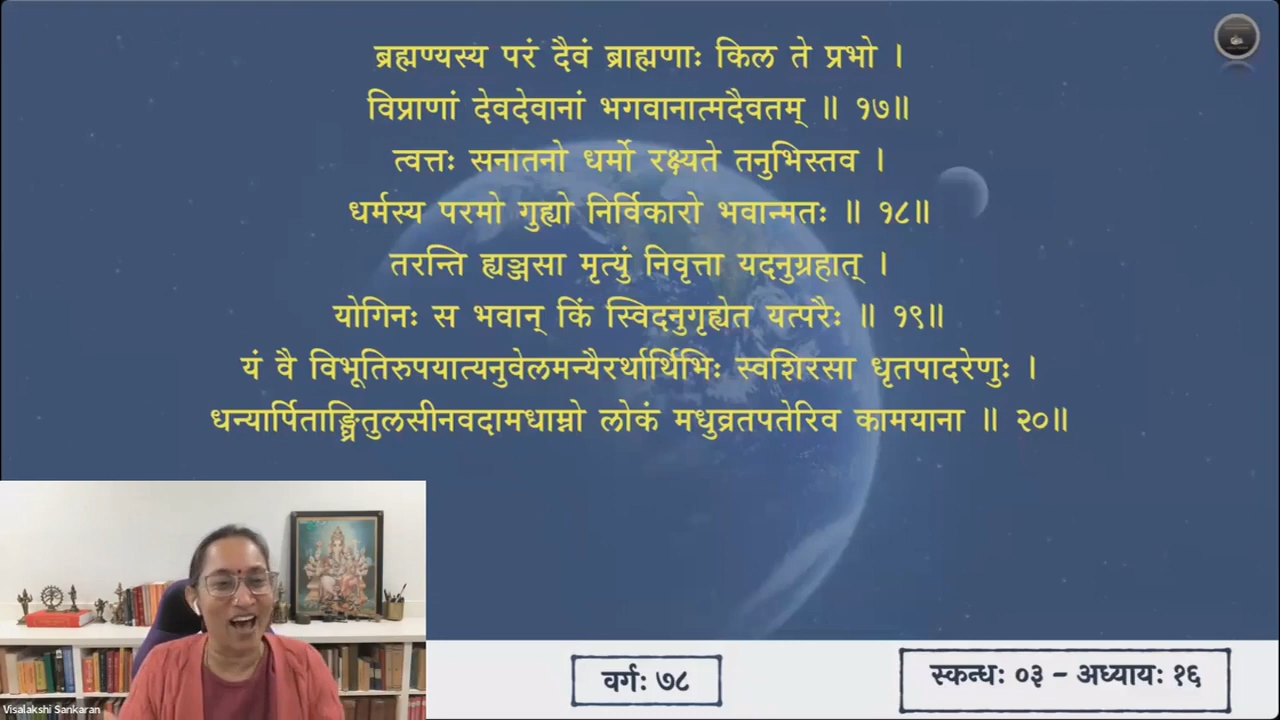 ब्रह्मण्यस्य परं दैवं ब्राह्मणाः किल ते प्रभो ।
विप्राणां देवदेवानां भगवानात्मदैवतम् ॥ १७॥
त्वत्तः सनातनो धर्मो रक्ष्यते तनुभिस्तव ।
धर्मस्य परमो गुह्यो निर्विकारो भवान्मतः ॥ १८॥
तरन्ति ह्यञ्जसा मृत्युं निवृत्ता यदनुग्रहात् ।
योगिनः स भवान् किं स्विदनुगृह्येत यत्परैः ॥ १९॥
यं वै विभूतिरुपयात्यनुवेलमन्यैरर्थार्थिभिः स्वशिरसा धृतपादरेणुः ।
धन्यार्पिताङ्घ्रितुलसीनवदामधाम्नो लोकं मधुव्रतपतेरिव कामयाना ॥ २०॥
वर्गः ७८
स्कन्धः ०३ - अध्यायः १६
Visalakshi Sankaran